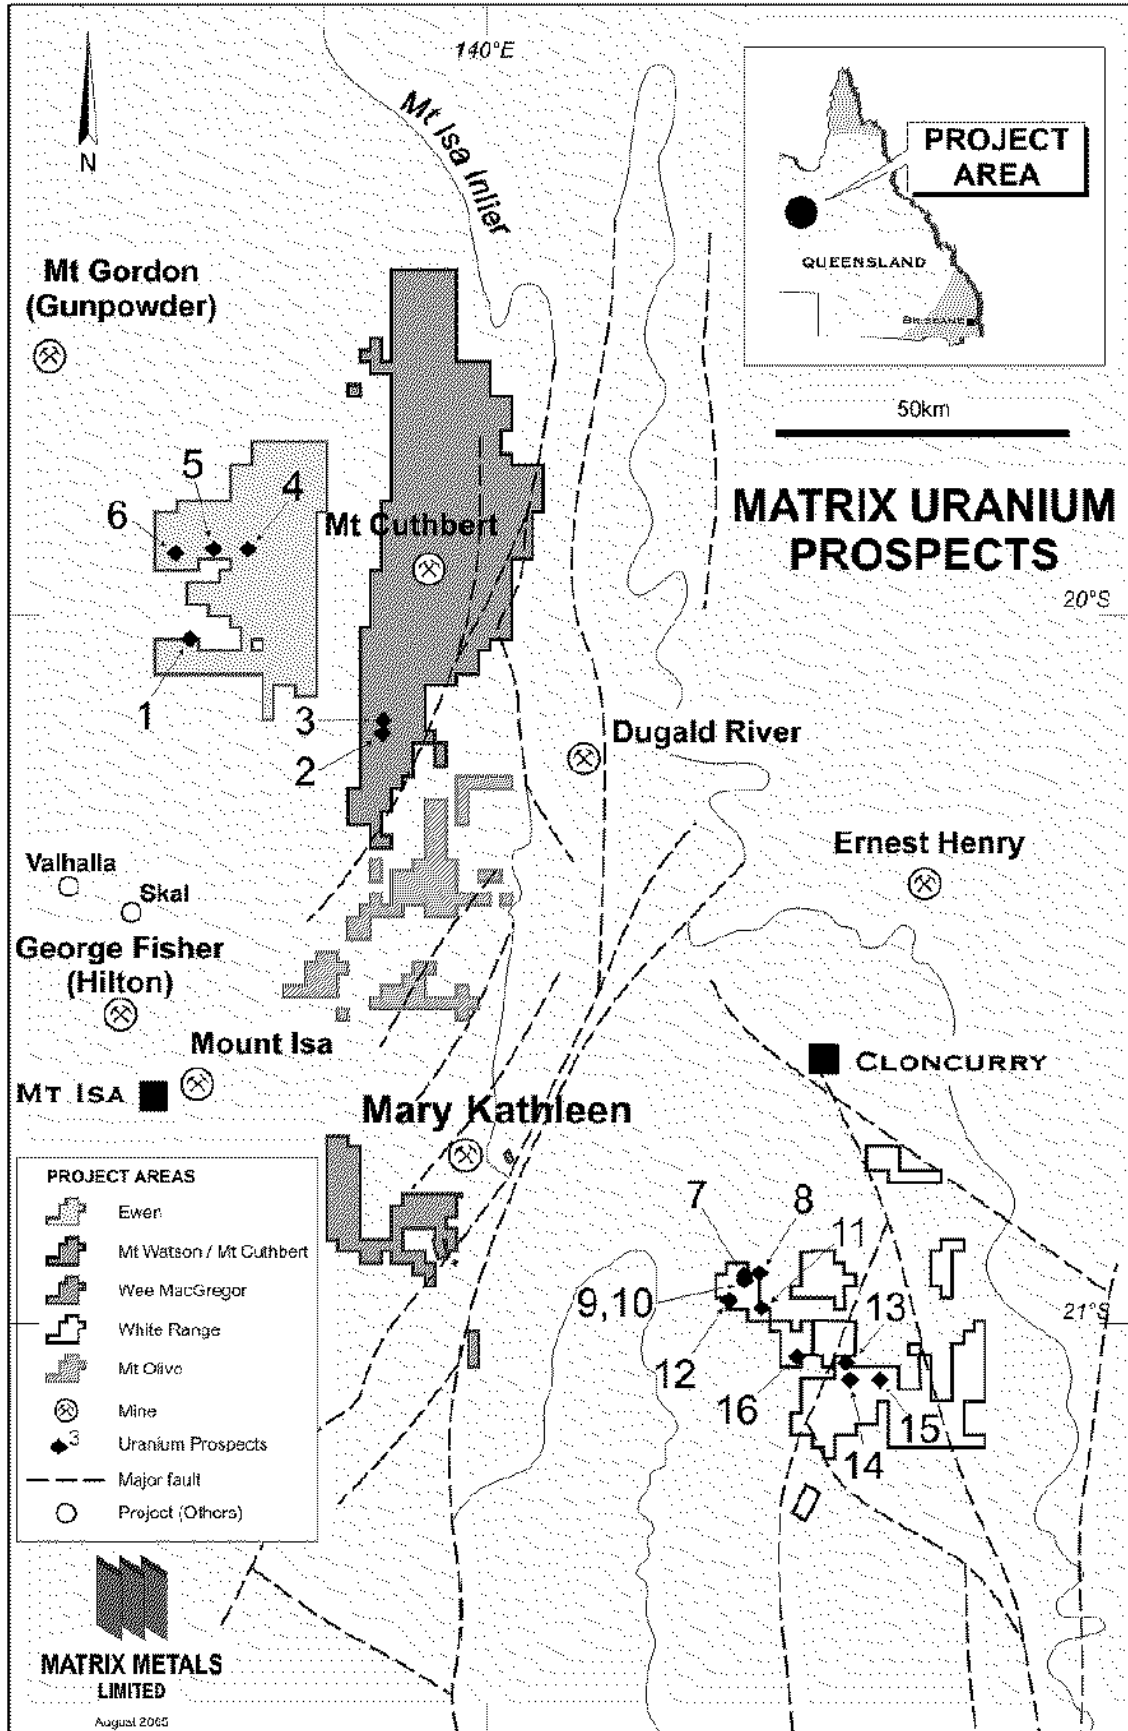 140°E
Mt Isa Inlier
N
PROJECT
AREA
QUEENSLAND
BRISBANE
Mt Gordon
(Gunpowder)
50km
MATRIX URANIUM
PROSPECTS
20°S
5
4
6
Mt Cuthbert
1
3
2
Dugald River
Ernest Henry
Valhalla
Skal
George Fisher
(Hilton)
Mount Isa
MT ISA
CLONCURRY
Mary Kathleen
7
8
11
9,10
13
12
16
15
14
21°S
PROJECT AREAS
Ewen
Mt Watson / Mt Cuthbert
Wee MacGregor
White Range
Mt Olive
Mine
3
Uranium Prospects
Major fault
Project (Others)
MATRIX METALS
LIMITED
August 2005